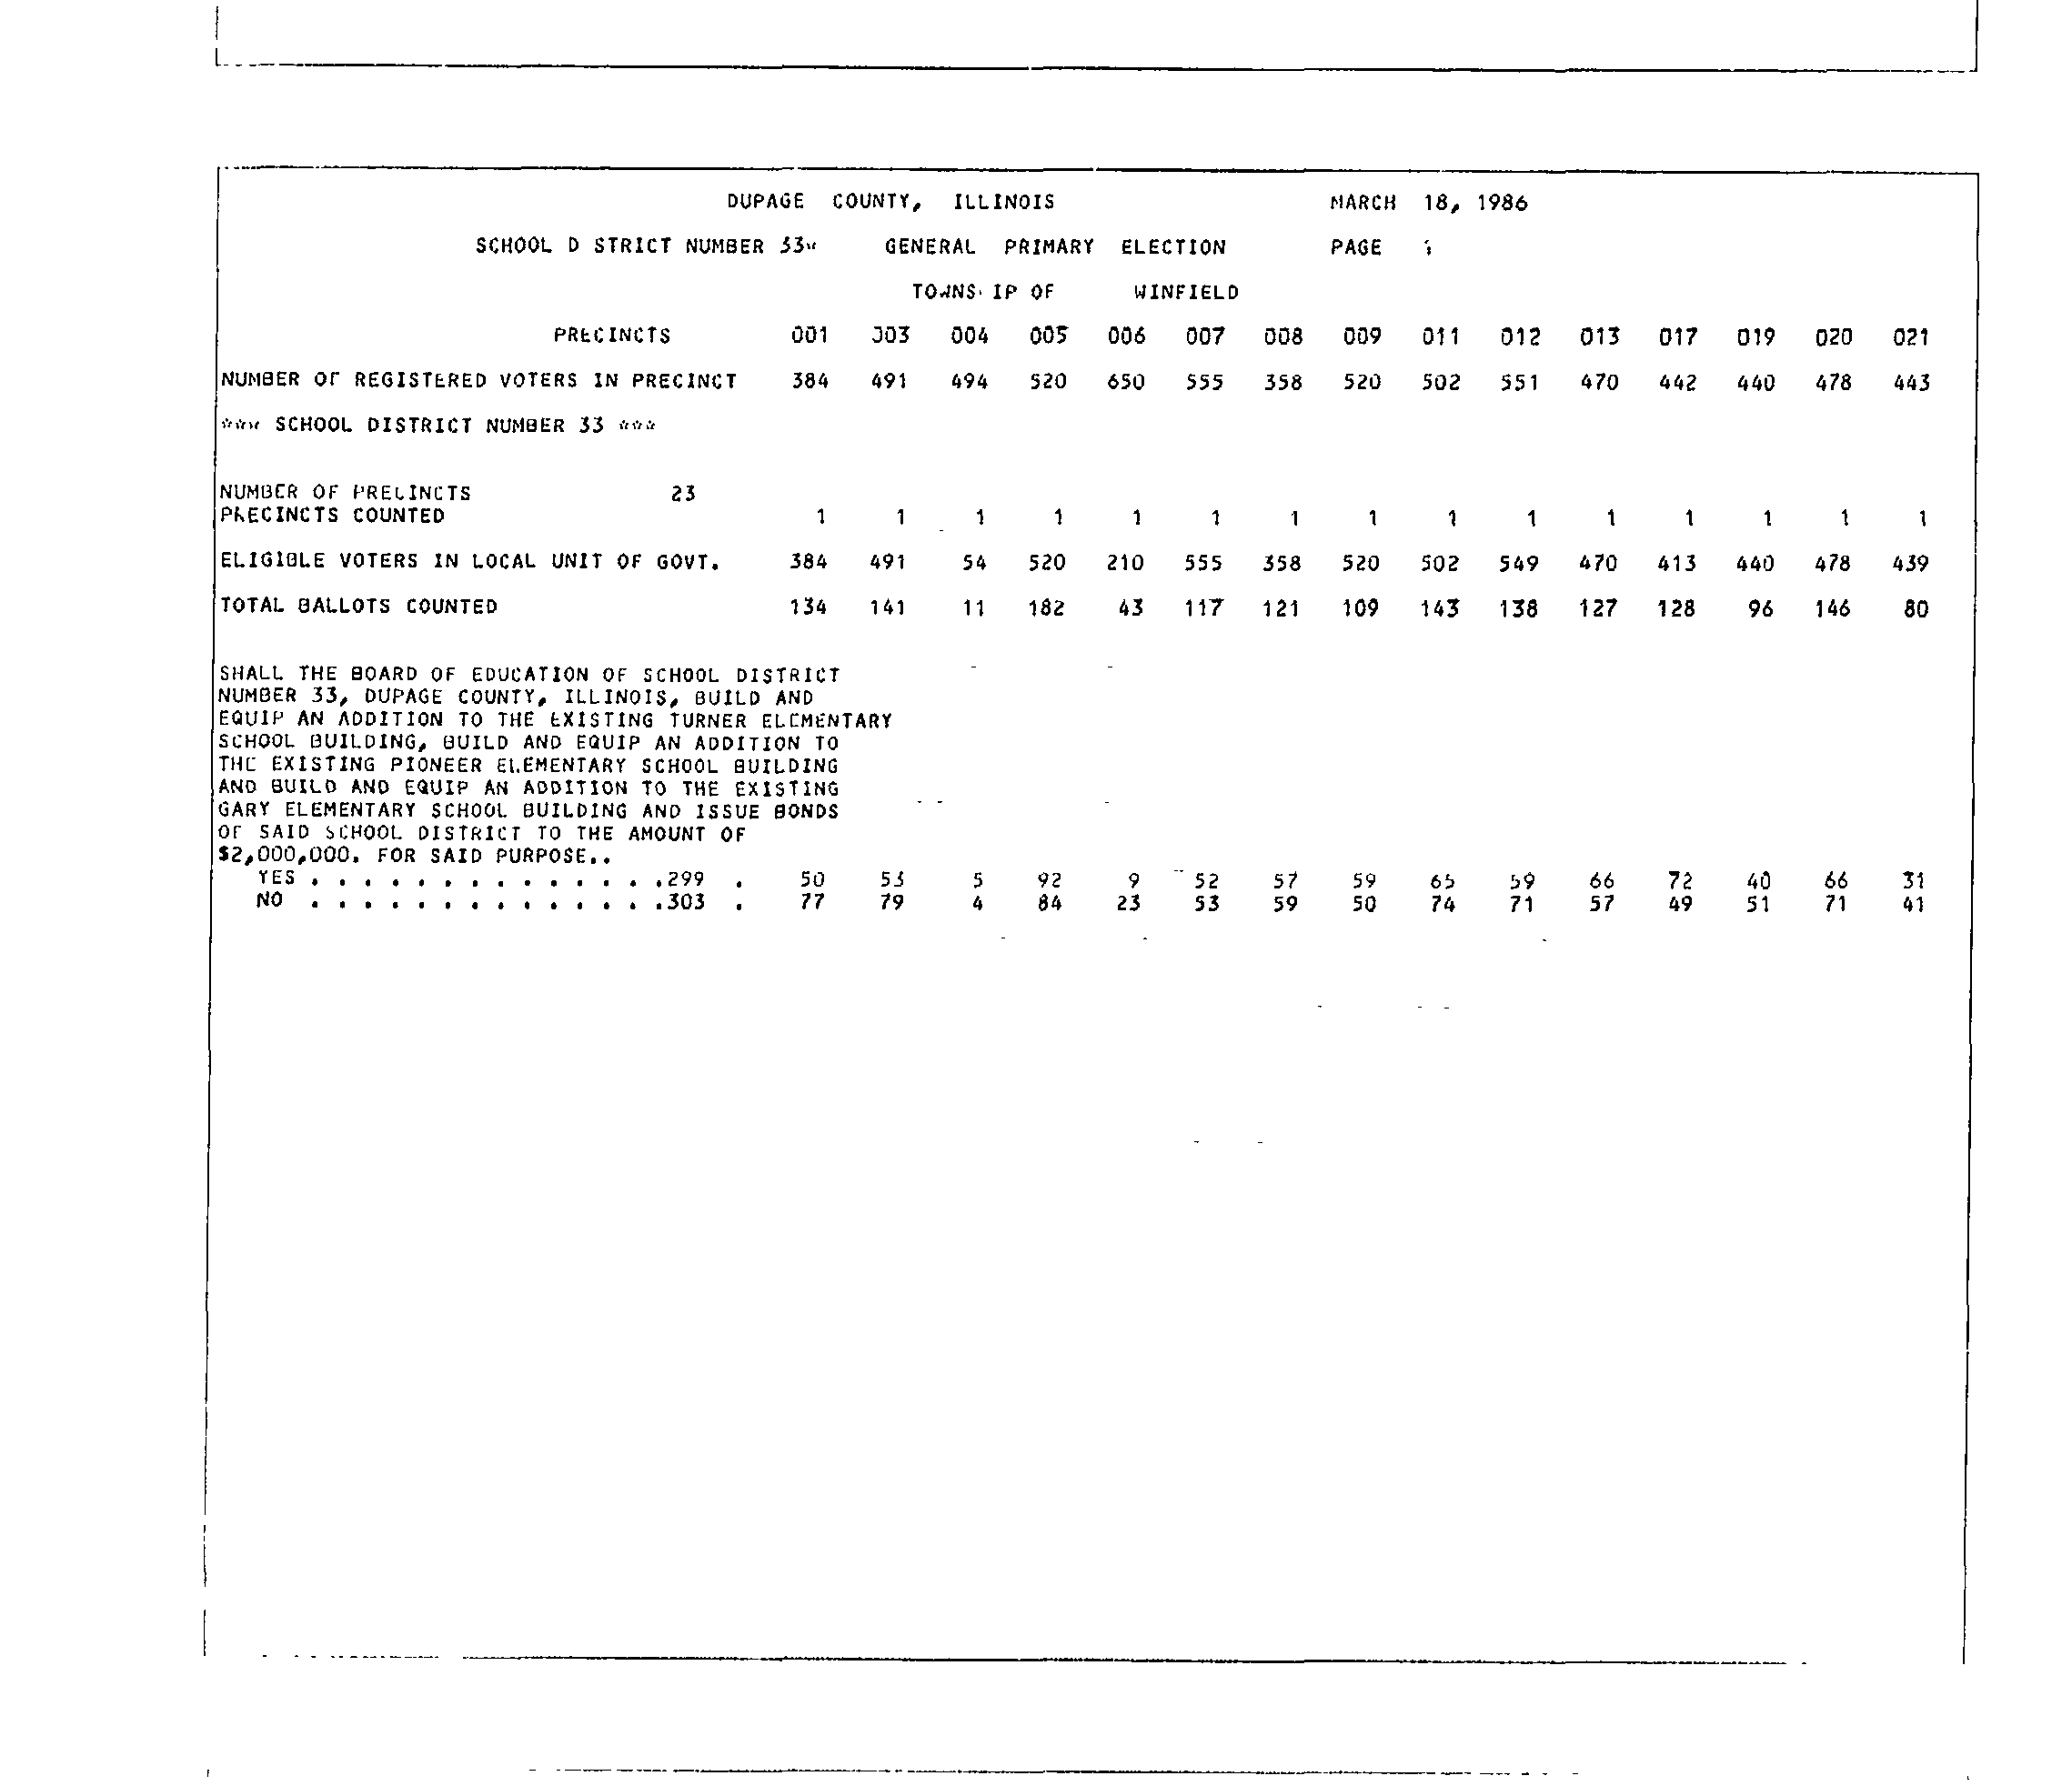 DUPAGE COUNTY, ILLINOIS MARCH 18, 1986
SCHOOL D STRICT NUMBER 33* GENERAL PRIMARY ELECTION PAGE
TOWNS IP OF WINFIELD
PRECINCTS 001 003 004 005 006 007 008 009 011 012 013 017 019 020 021
NUMBER OF REGISTERED VOTERS IN PRECINCT 384 491 494 520 650 555 358 520 502 551 470 442 440 478 443
*** SCHOOL DISTRICT NUMBER 33 ***
NUMBER OF PRECINCTS 23
PRECINCTS COUNTED 1 1 1 1 1 1 1 1 1 1 1 1 1 1 1
ELIGIBLE VOTERS IN LOCAL UNIT OF GOVT. 384 491 54 520 210 555 358 520 502 549 470 413 440 478 439
TOTAL BALLOTS COUNTED 134 141 11 182 43 117 121 109 143 138 127 128 96 146 80
SHALL THE BOARD OF EDUCATION OF SCHOOL DISTRICT
NUMBER 33, DUPAGE COUNTY, ILLINOIS, BUILD AND
EQUIP AN ADDITION TO THE EXISTING TURNER ELEMENTARY
SCHOOL BUILDING, BUILD AND EQUIP AN ADDITION TO
THE EXISTING PIONEER ELEMENTARY SCHOOL BUILDING
AND BUILD AND EQUIP AN ADDITION TO THE EXISTING
GARY ELEMENTARY SCHOOL BUILDING AND ISSUE BONDS
OF SAID SCHOOL DISTRICT TO THE AMOUNT OF
$2,000,000. FOR SAID PURPOSE..
YES . . . . . . . . . . . . . .299 . 50 53 5 92 9 52 57 59 65 59 66 72 40 66 31
NO . . . . . . . . . . . . . .303 . 77 79 4 84 23 53 59 50 74 71 57 49 51 71 41